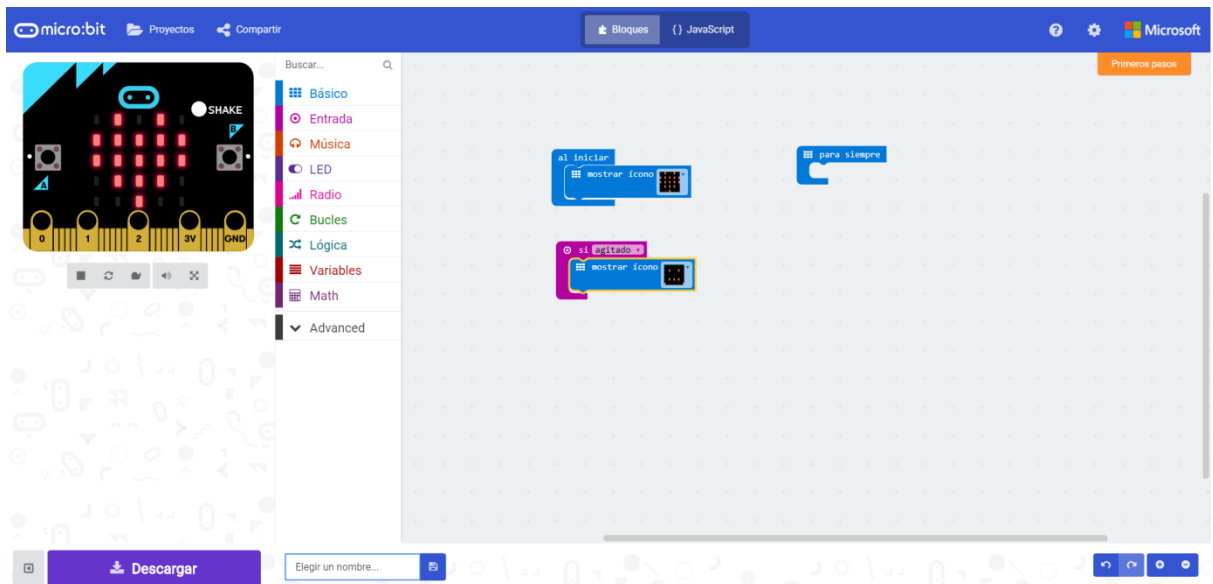 micro:bit Proyectos Compartir Bloques {} JavaScript Microsoft
Buscar... Primeros pasos
SHAKE
B
A
0 1 2 3V GND
Básico
Entrada
Música
LED
Radio
Bucles
Lógica
Variables
Math
Advanced
al iniciar
mostrar ícono
para siempre
si agitado
mostrar ícono
Descargar Elegir un nombre...